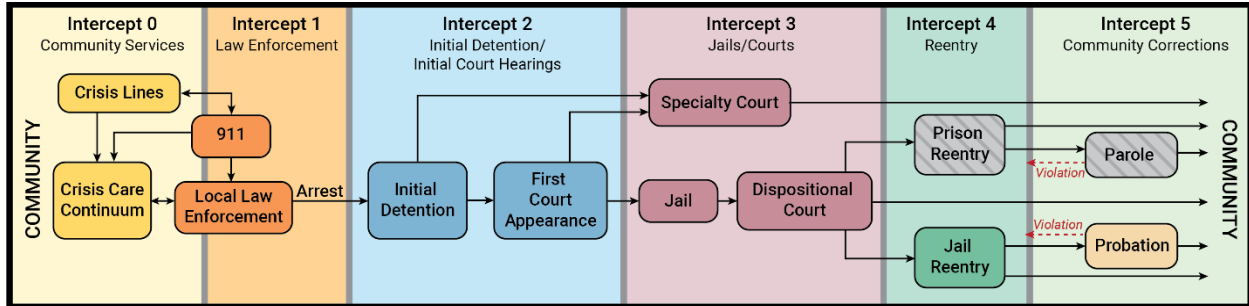 Intercept 0
Community Services
Intercept 1
Law Enforcement
Intercept 2
Initial Detention/
Initial Court Hearings
Intercept 3
Jails/Courts
Intercept 4
Reentry
Intercept 5
Community Corrections
COMMUNITY
Crisis Lines
911
Crisis Care
Continuum
Local Law
Enforcement
Arrest
Initial
Detention
First
Court
Appearance
Specialty Court
Jail
Dispositional
Court
Prison
Reentry
Violation
Parole
Jail
Reentry
Violation
Probation
COMMUNITY